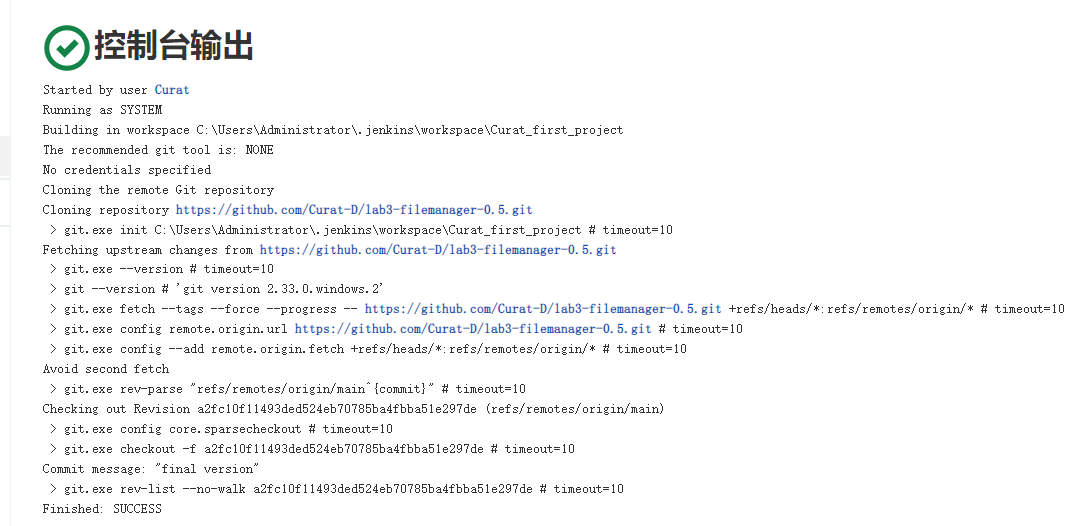 控制台输出
Started by user Curat
Running as SYSTEM
Building in workspace C:\Users\Administrator\.jenkins\workspace\Curat_first_project
The recommended git tool is: NONE
No credentials specified
Cloning the remote Git repository
Cloning repository https://github.com/Curat-D/lab3-filemanager-0.5.git
 > git.exe init C:\Users\Administrator\.jenkins\workspace\Curat_first_project # timeout=10
Fetching upstream changes from https://github.com/Curat-D/lab3-filemanager-0.5.git
 > git.exe --version # timeout=10
 > git --version # 'git version 2.33.0.windows.2'
 > git.exe fetch --tags --force --progress -- https://github.com/Curat-D/lab3-filemanager-0.5.git +refs/heads/*:refs/remotes/origin/* # timeout=10
 > git.exe config remote.origin.url https://github.com/Curat-D/lab3-filemanager-0.5.git # timeout=10
 > git.exe config --add remote.origin.fetch +refs/heads/*:refs/remotes/origin/* # timeout=10
Avoid second fetch
 > git.exe rev-parse "refs/remotes/origin/main^{commit}" # timeout=10
Checking out Revision a2fc10f11493ded524eb70785ba4fbba51e297de (refs/remotes/origin/main)
 > git.exe config core.sparsecheckout # timeout=10
 > git.exe checkout -f a2fc10f11493ded524eb70785ba4fbba51e297de # timeout=10
Commit message: "final version"
 > git.exe rev-list --no-walk a2fc10f11493ded524eb70785ba4fbba51e297de # timeout=10
Finished: SUCCESS